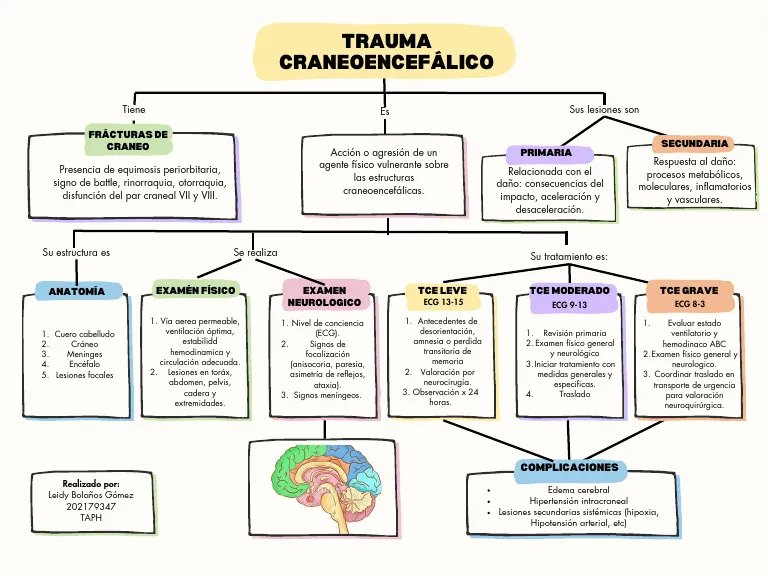 TRAUMA
CRANEOENCEFÁLICO
Tiene
Es
Sus lesiones son
FRÁCTURAS DE
CRANEO
Presencia de equimosis periorbitaria,
signo de battle, rinorraquia, otorraquia,
disfunción del par craneal VII y VIII.
Acción o agresión de un
agente físico vulnerante sobre
las estructuras
craneoencefálicas.
PRIMARIA
Relacionada con el
daño: consecuencias del
impacto, aceleración y
desaceleración.
SECUNDARIA
Respuesta al daño:
procesos metabólicos,
moleculares, inflamatorios
y vasculares.
Su estructura es
Se realiza
Su tratamiento es:
ANATOMÍA
1. Cuero cabelludo
2. Cráneo
3. Meninges
4. Encéfalo
5. Lesiones focales
EXAMÉN FÍSICO
1. Vía aerea permeable,
ventilación óptima,
estabilidd
hemodinamica y
circulación adecuada.
2. Lesiones en toráx,
abdomen, pelvis,
cadera y
extremidades.
EXAMEN
NEUROLOGICO
1. Nivel de conciencia
(ECG).
2. Signos de
focalización
(anisocoria, paresia,
asimetría de reflejos,
ataxia).
3. Signos meníngeos.
TCE LEVE
ECG 13-15
1. Antecedentes de
desorientación,
amnesia o perdida
transitoria de
memoria
2. Valoración por
neurocirugía.
3. Observación x 24
horas.
TCE MODERADO
ECG 9-13
1. Revisión primaria
2. Examen físico general
y neurológico
3. Iniciar tratamiento con
medidas generales y
especificas.
4. Traslado
TCE GRAVE
ECG 8-3
1. Evaluar estado
ventilatorio y
hemodinaco ABC
2. Examen físico general y
neurologico.
3. Coordinar traslado en
transporte de urgencia
para valoración
neuroquirúrgica.
COMPLICACIONES
• Edema cerebral
• Hipertensión intracraneal
• Lesiones secundarias sistémicas (hipoxia,
Hipotensión arterial, etc)
Realizado por:
Leidy Bolaños Gómez
202179347
TAPH